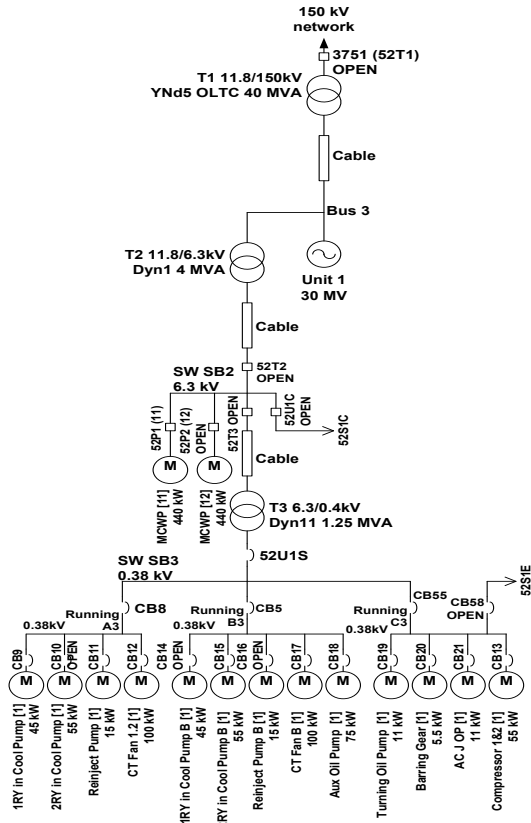 150 kV
network
3751 (52T1)
OPEN
T1 11.8/150kV
YNd5 OLTC 40 MVA
Cable
Bus 3
T2 11.8/6.3kV
Dyn1 4 MVA
Unit 1
30 MV
Cable
52T2
OPEN
SW SB2
6.3 kV
52P1 (11)
52P2 (12)
OPEN
52T3 OPEN
52U1C
OPEN
52S1C
M
M
MCWP [11]
440 kW
MCWP [12]
440 kW
Cable
T3 6.3/0.4kV
Dyn11 1.25 MVA
52U1S
SW SB3
0.38 kV
52S1E
Running
A3
CB8
Running
B3
CB5
CB55
Running
C3
CB58
OPEN
0.38kV
0.38kV
0.38kV
CB9
CB10
OPEN
CB11
CB12
CB14
OPEN
CB15
CB16
OPEN
CB17
CB18
CB19
CB20
CB21
CB13
M
M
M
M
M
M
M
M
M
M
M
M
M
1RY in Cool Pump [1]
45 kW
2RY in Cool Pump [1]
55 kW
Reinject Pump [1]
15 kW
CT Fan 1.2 [1]
100 kW
1RY in Cool Pump B [1]
45 kW
RY in Cool Pump B [1]
55 kW
Reinject Pump B [1]
15 kW
CT Fan B [1]
100 kW
Aux Oil Pump [1]
75 kW
Turning Oil Pump [1]
11 kW
Barring Gear [1]
5.5 kW
AC J OP [1]
11 kW
Compressor 1&2 [1]
55 kW